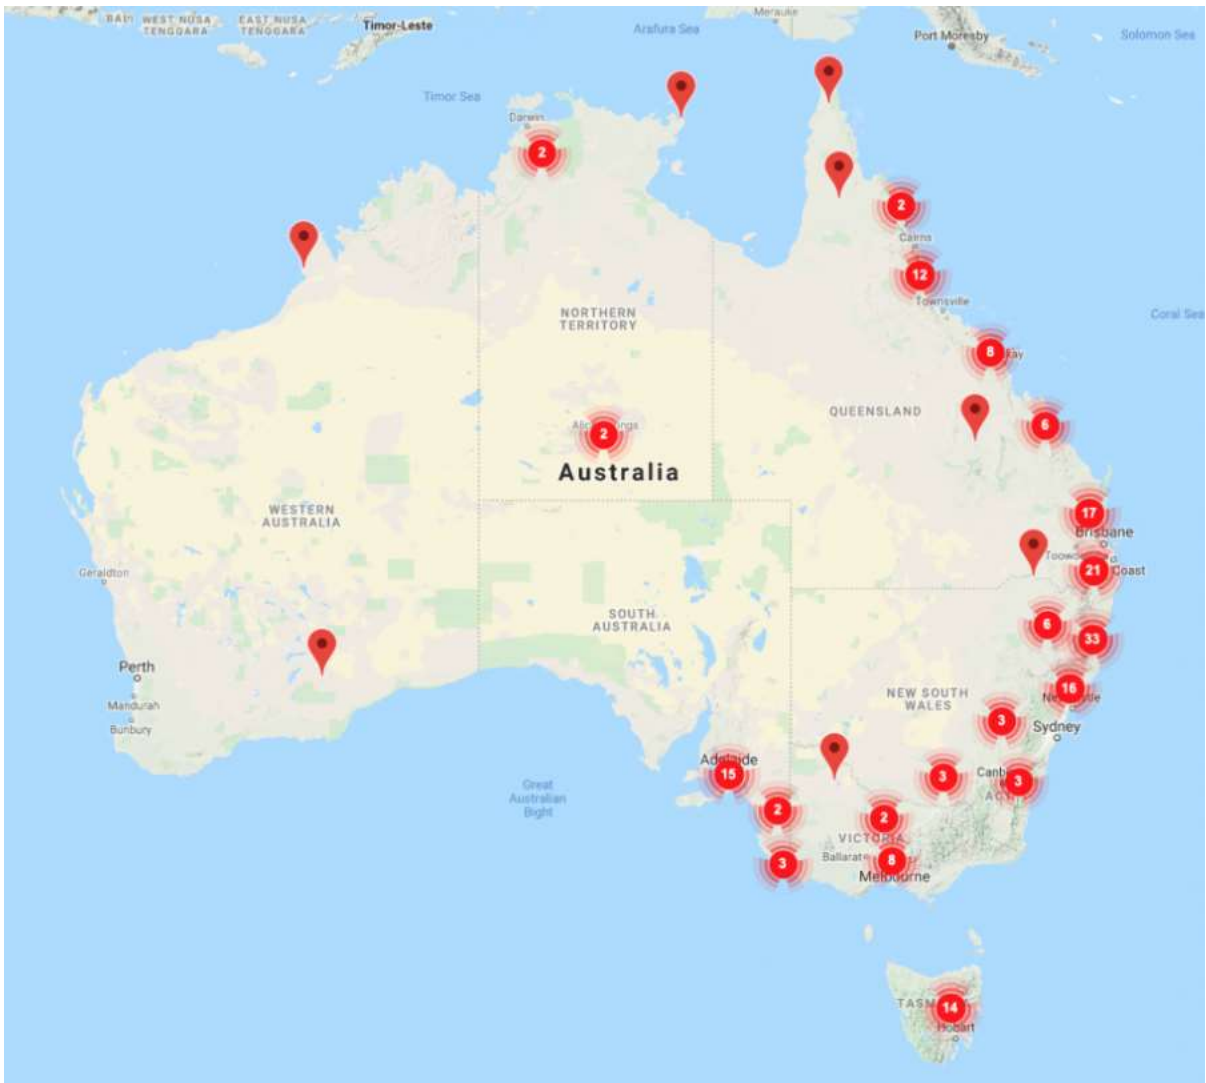 BALI
WEST NUSA
TENGGARA
EAST NUSA
TENGGARA
Timor-Leste
Arafura Sea
Merauke
Port Moresby
Solomon Sea
Timor Sea
Darwin
2
2
Cairns
12
Townsville
NORTHERN
TERRITORY
Coral Sea
8
QUEENSLAND
6
2
Australia
WESTERN
AUSTRALIA
17
Brisbane
21
Coast
Geraldton
SOUTH
AUSTRALIA
6
33
Perth
Mandurah
Bunbury
NEW SOUTH
WALES
16
3
Sydney
Adelaide
15
Great
Australian
Bight
3
3
2
2
VICTORIA
Ballarat
8
3
Melbourne
14
Hobart